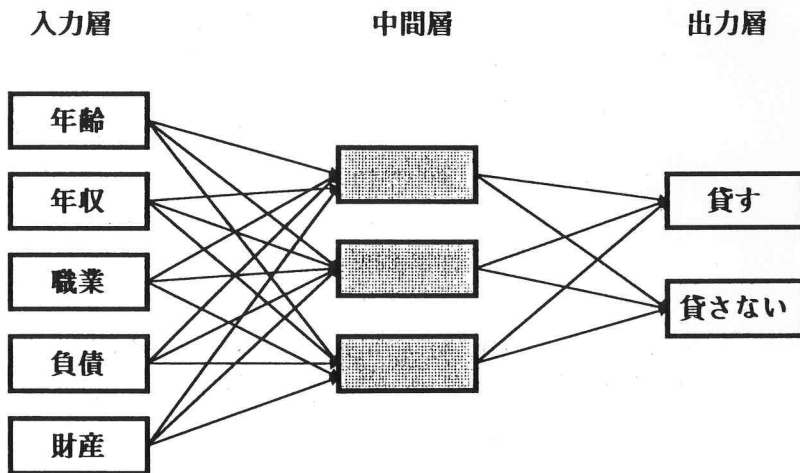 入力層
中間層
出力層
年齢
年収
職業
負債
財産
貸す
貸さない